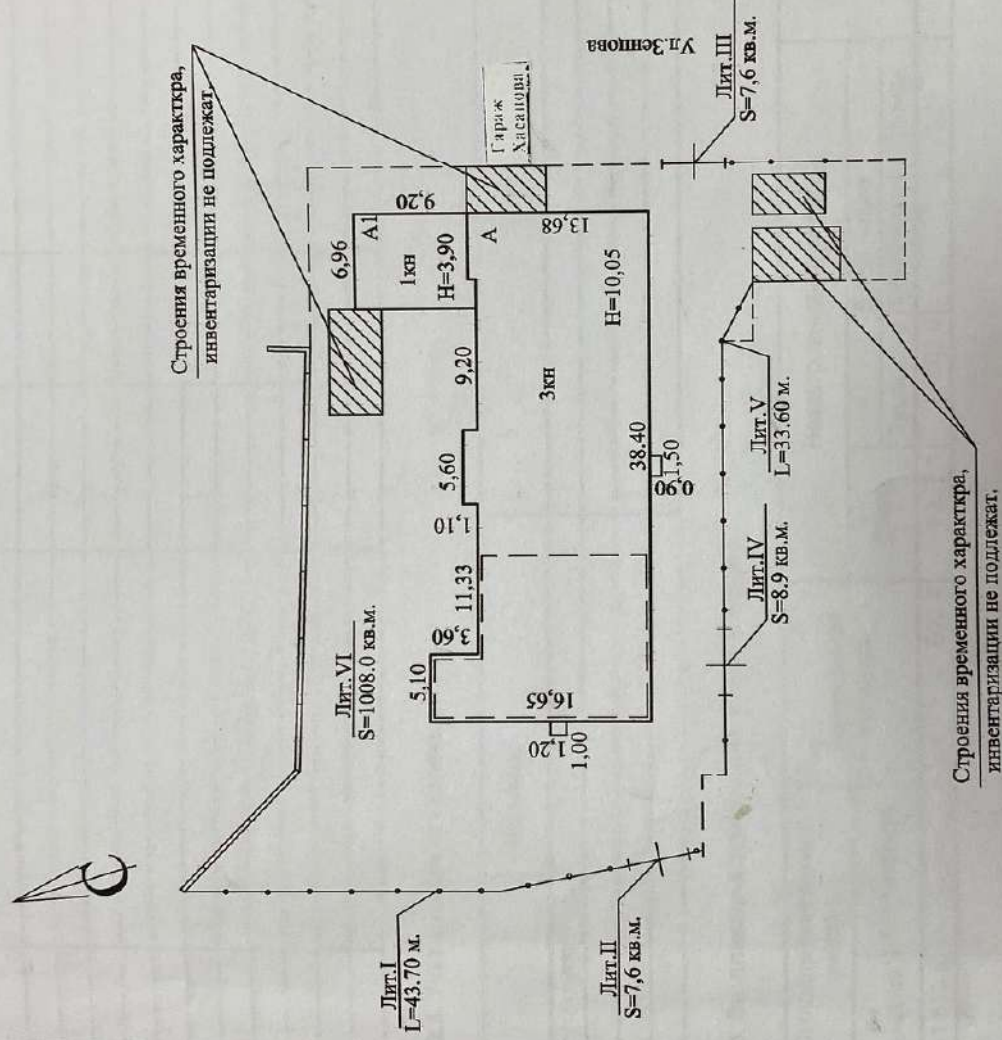 Строения временного характкра,
инвентаризации не подлежат,
Ул.Зенцова
Гараж
Хасанова
Лит.III
S=7,6 кв.м.
6,96
А1
9,20
1кн
Н=3,90
А
13,68
Н=10,05
3кн
9,20
5,60
1,10
11,33
3,60
5,10
16,65
1,20
1,00
38.40
0,90
1,50
Лит.VI
S=1008.0 кв.м.
С
Лит.I
L=43.70 м.
Лит.II
S=7,6 кв.м.
Лит.IV
S=8.9 кв.м.
Лит.V
L=33.60 м.
Строения временного характкра,
инвентаризации не подлежат,